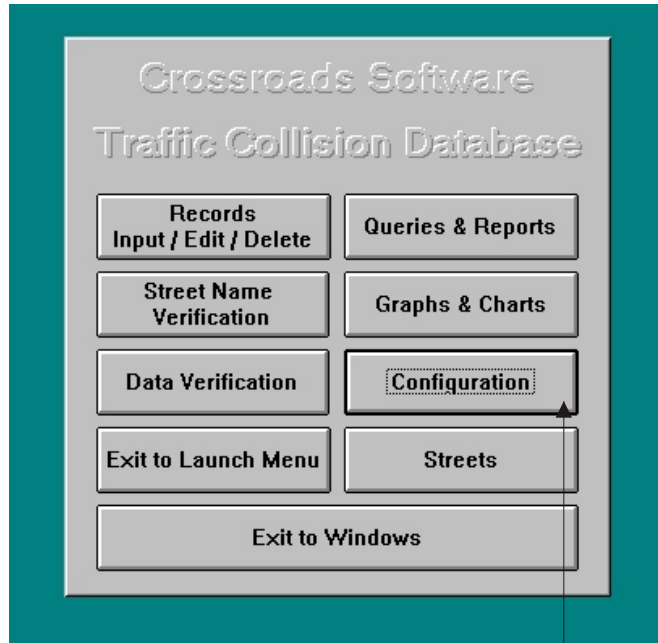 Crossroads Software
Traffic Collision Database
Records
Input / Edit / Delete
Queries & Reports
Street Name
Verification
Graphs & Charts
Data Verification
Configuration
Exit to Launch Menu
Streets
Exit to Windows